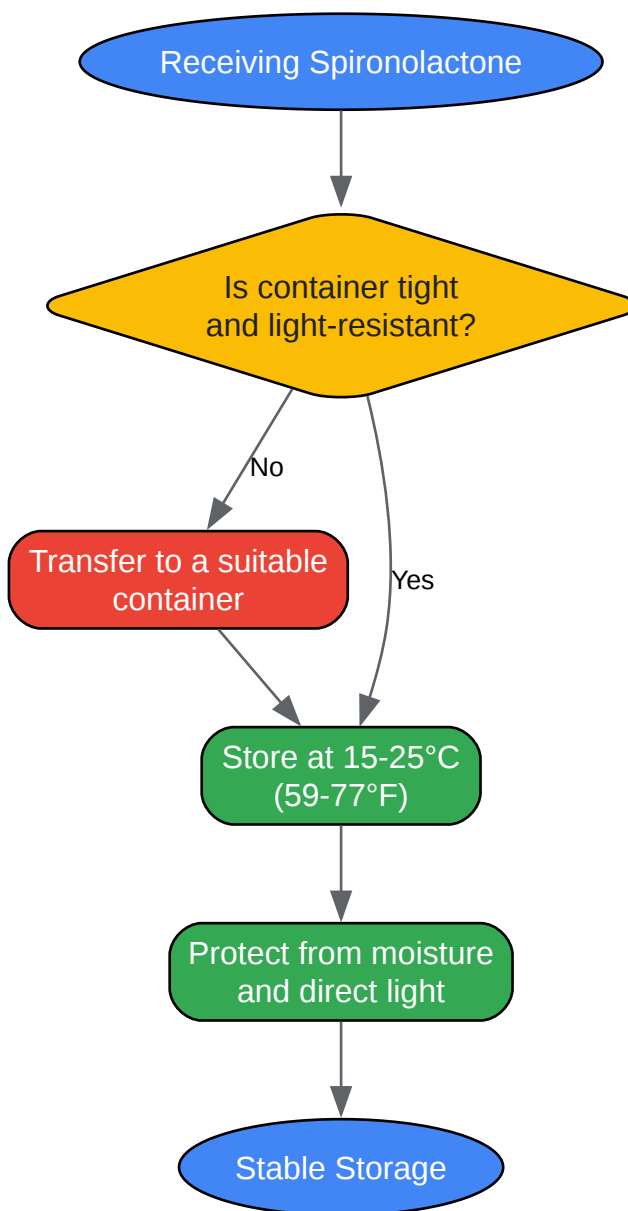 Receiving Spironolactone
Is container tight
and light-resistant?
No
Transfer to a suitable
container
Yes
Store at 15-25°C
(59-77°F)
Protect from moisture
and direct light
Stable Storage